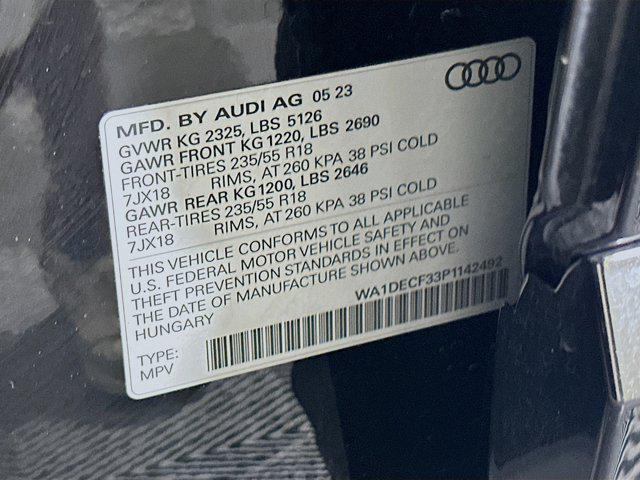 MFD. BY AUDI AG 05 23
GVWR KG 2325, LBS 5126
GAWR FRONT KG 1220, LBS 2690
FRONT-TIRES 235/55 R18
7JX18 RIMS, AT 260 KPA 38 PSI COLD
GAWR REAR KG 1200, LBS 2646
REAR-TIRES 235/55 R18
7JX18 RIMS, AT 260 KPA 38 PSI COLD
THIS VEHICLE CONFORMS TO ALL APPLICABLE
U.S. FEDERAL MOTOR VEHICLE SAFETY AND
THEFT PREVENTION STANDARDS IN EFFECT ON
THE DATE OF MANUFACTURE SHOWN ABOVE.
HUNGARY
WA1DECF33P1142492
TYPE:
MPV